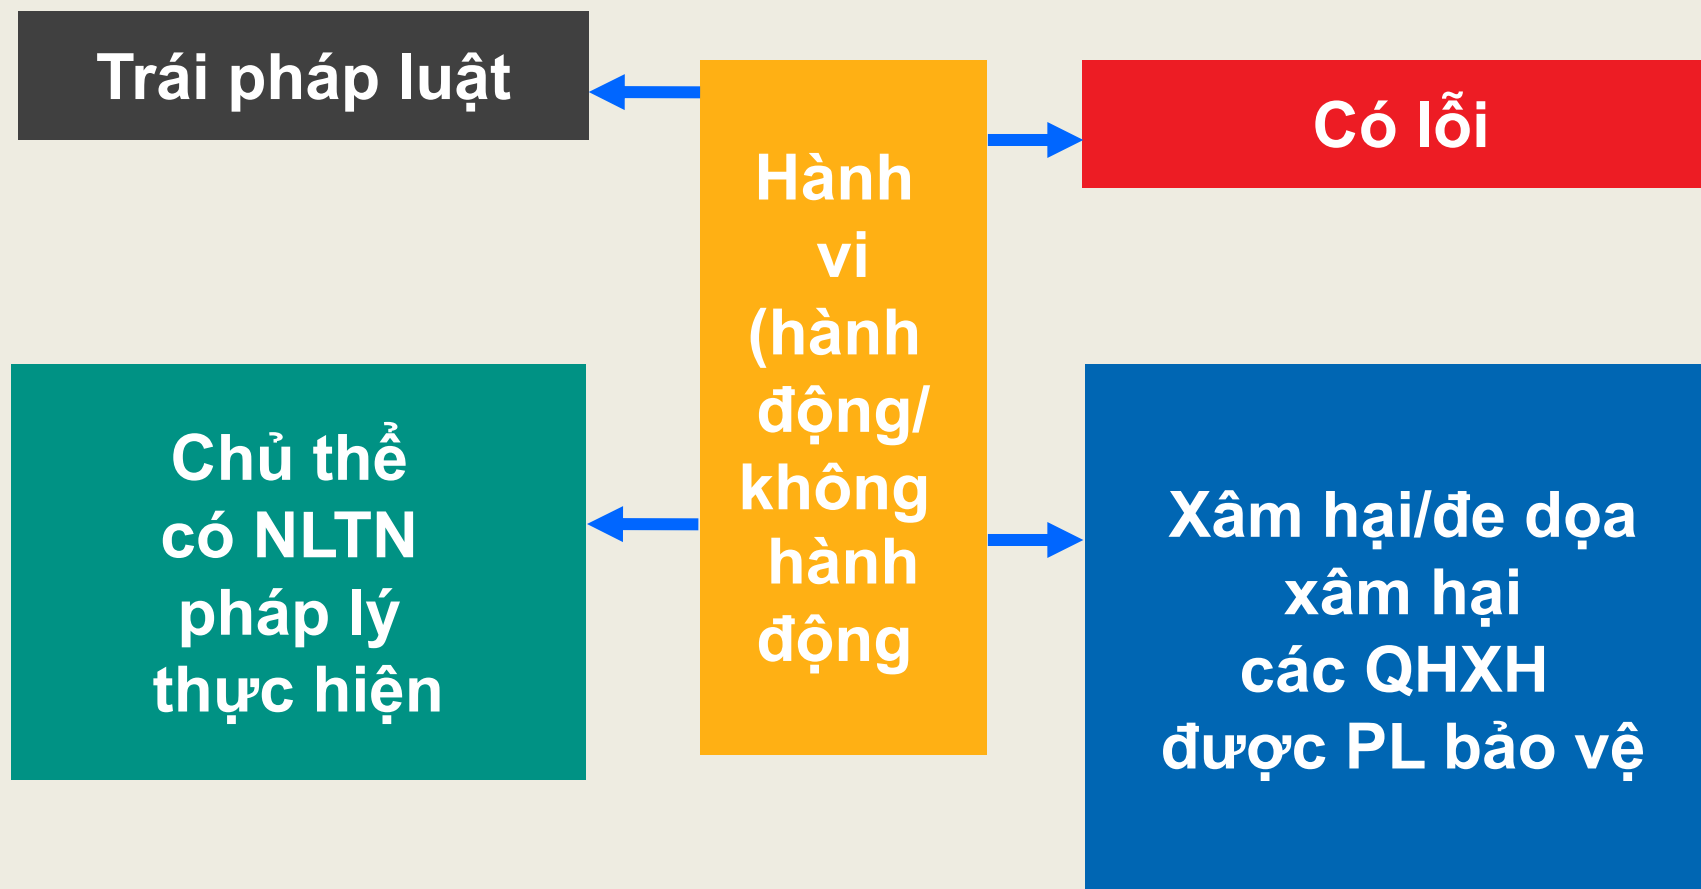 Trái pháp luật
Hành
vi
(hành
động/
không
hành
động
Có lỗi
Chủ thể
có NLTN
pháp lý
thực hiện
Xâm hại/đe dọa
xâm hại
các QHXH
được PL bảo vệ